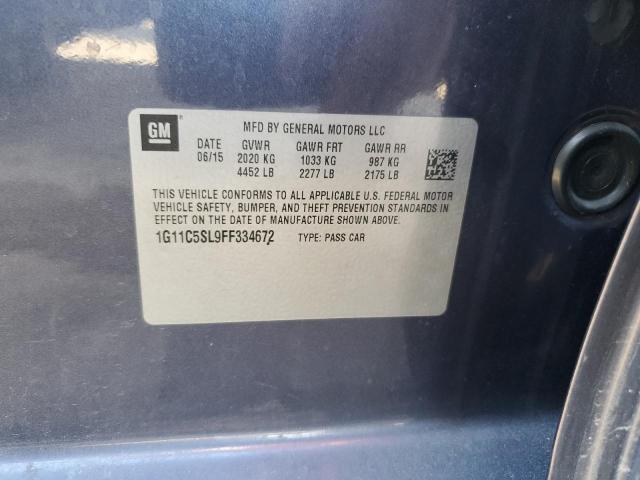 GM MFD BY GENERAL MOTORS LLC
DATE GVWR GAWR FRT GAWR RR
06/15 2020 KG 1033 KG 987 KG
4452 LB 2277 LB 2175 LB
THIS VEHICLE CONFORMS TO ALL APPLICABLE U.S. FEDERAL MOTOR
VEHICLE SAFETY, BUMPER, AND THEFT PREVENTION STANDARDS IN
EFFECT ON THE DATE OF MANUFACTURE SHOWN ABOVE.
1G11C5SL9FF334672 TYPE: PASS CAR